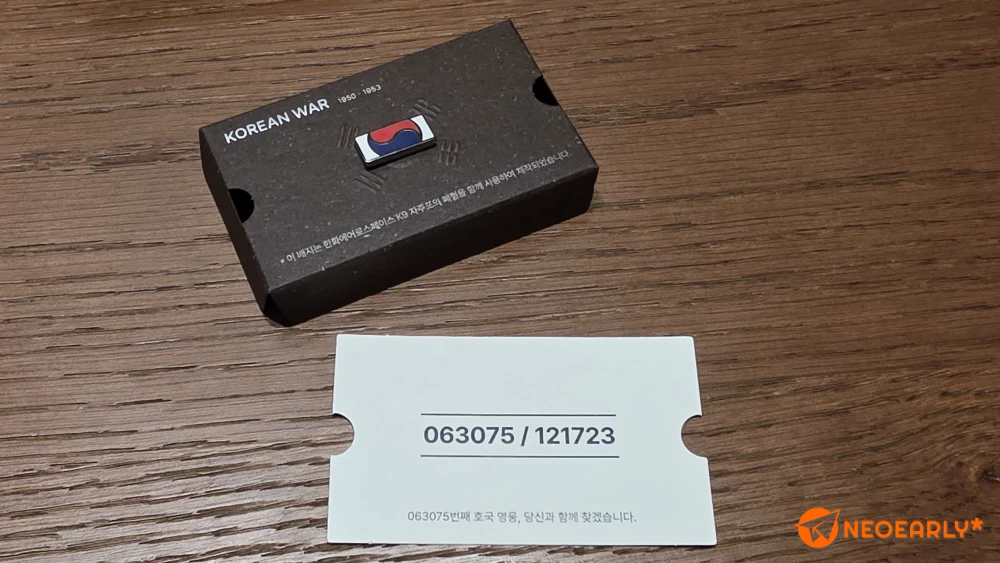 KOREAN WAR 1950 · 1953
* 이 배지는 한화에어로스페이스 K9 자주포의 폐철을 함께 사용하여 제작되었습니다
063075 / 121723
063075번째 호국 영웅, 당신과 함께 찾겠습니다.
NEOEARLY*